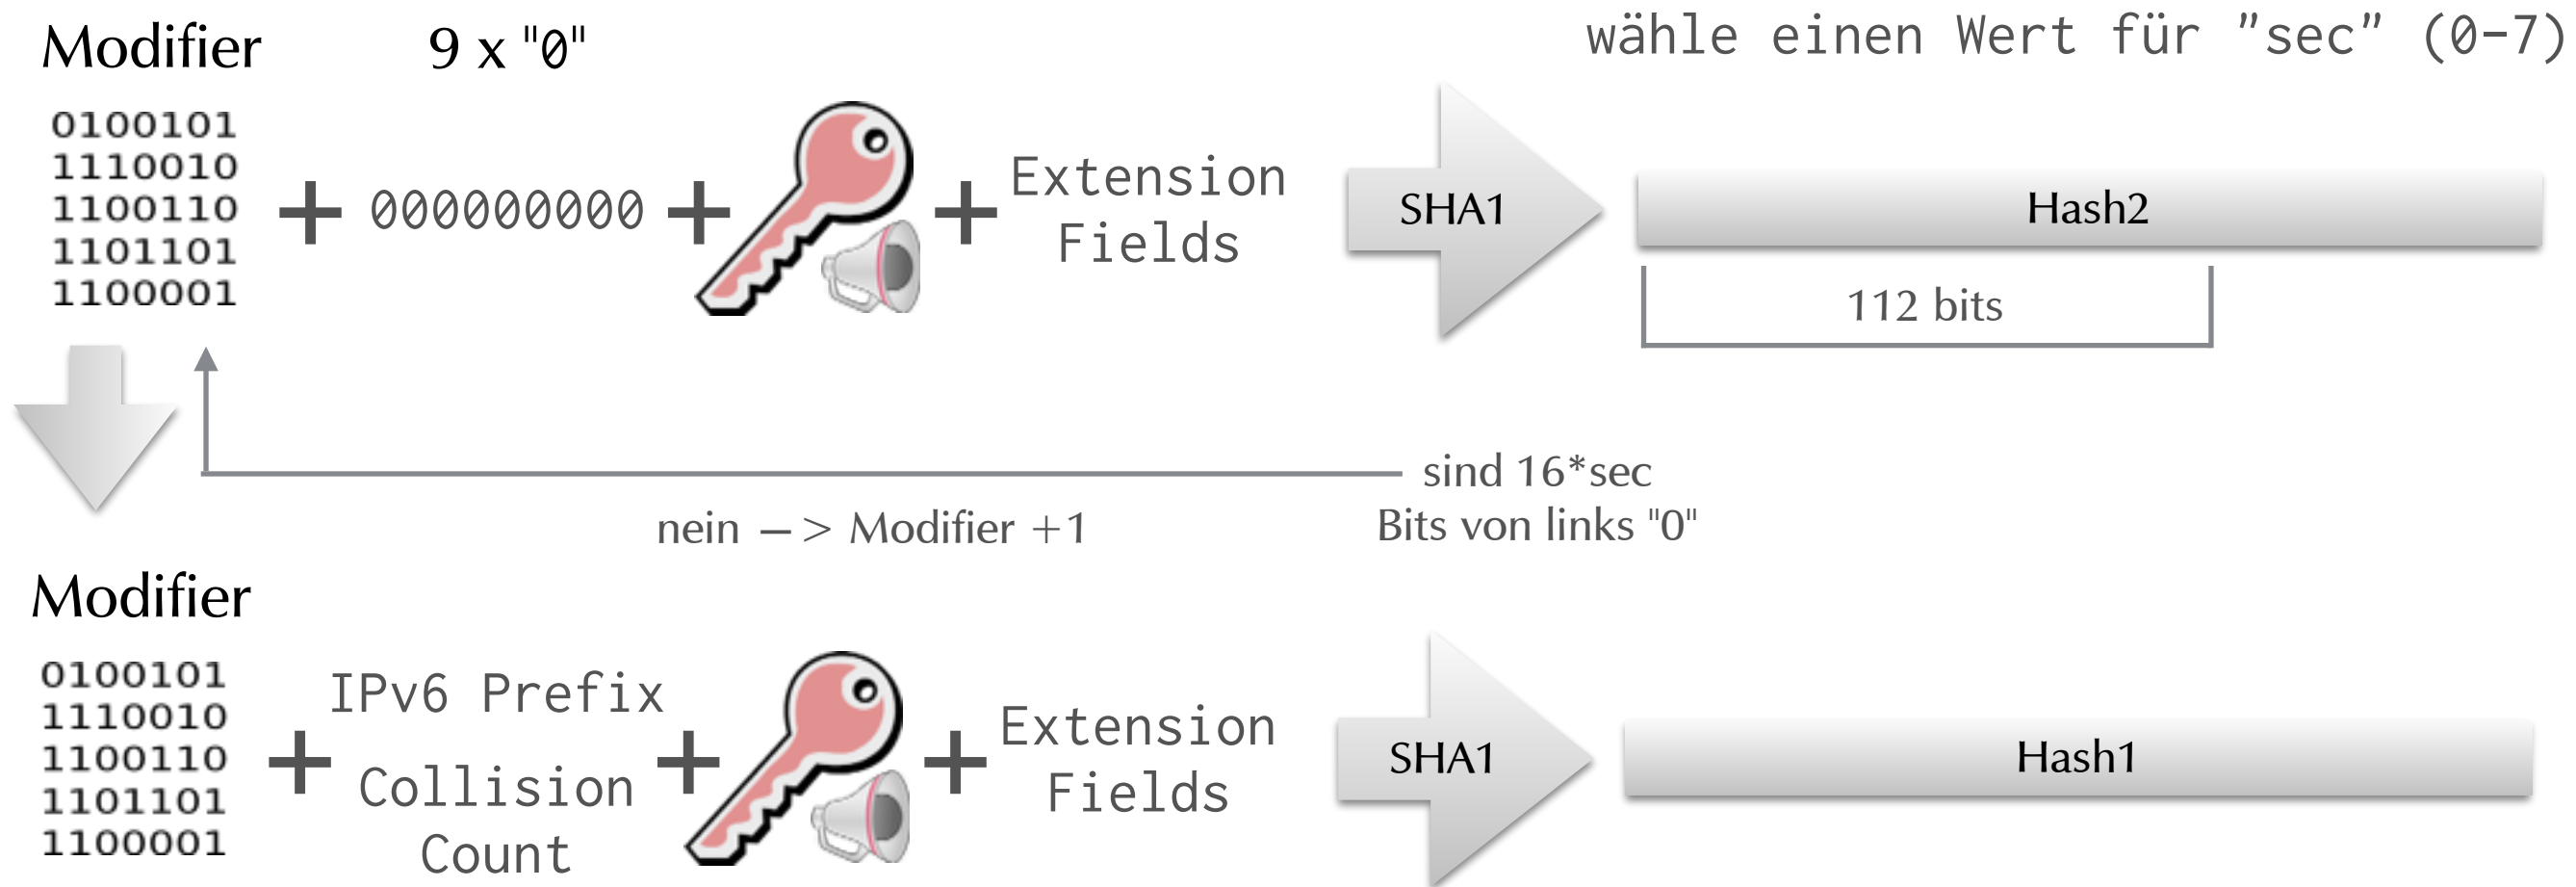 Modifier
9 x "0"
wähle einen Wert für "sec" (0-7)
0100101
1110010
1100110
1101101
1100001
+
000000000
+
+
Extension
Fields
SHA1
Hash2
112 bits
sind 16*sec
Bits von links "0"
nein —> Modifier +1
Modifier
0100101
1110010
1100110
1101101
1100001
+
IPv6 Prefix
Collision
Count
+
+
Extension
Fields
SHA1
Hash1